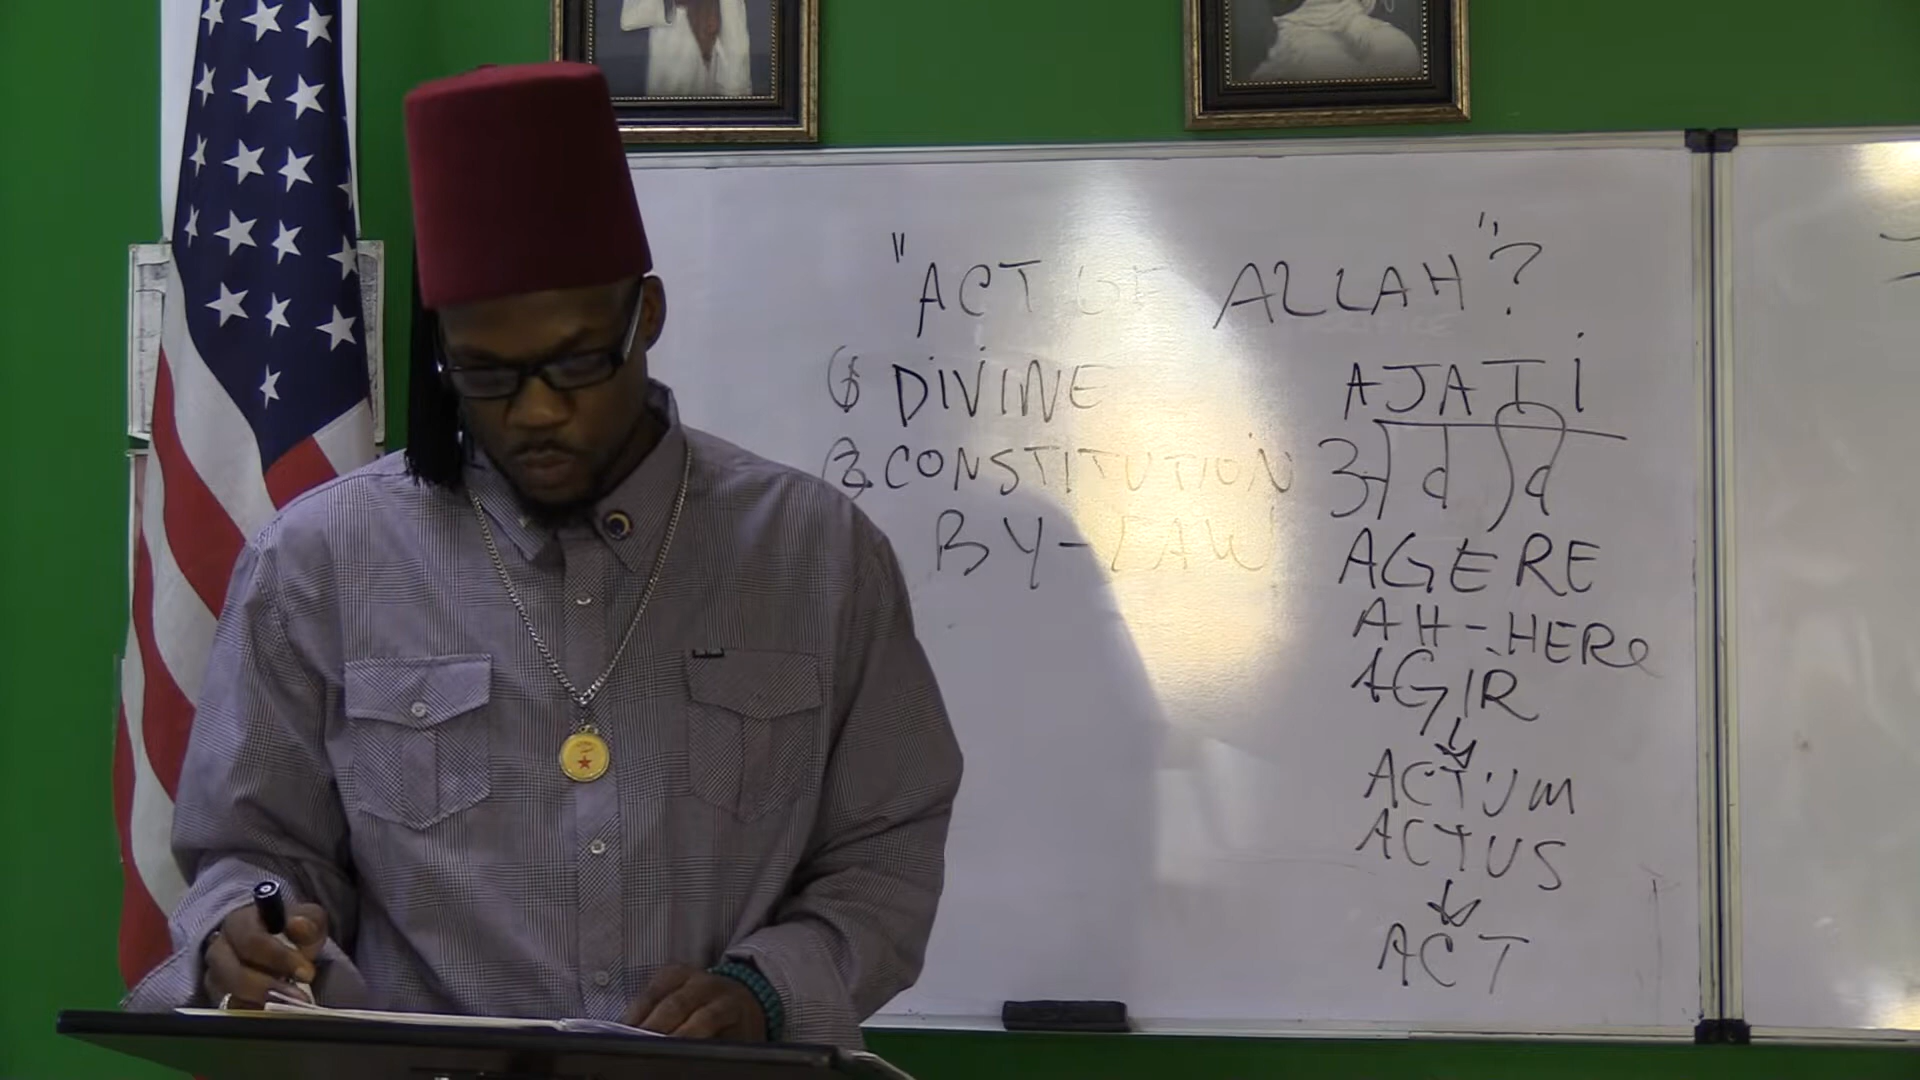 "ACT OF ALLAH"?
1 DIVINE
2. CONSTITUTION
BY-LAW
AJATI
AGERE
AH-HERE
AGIR
ACTUM
ACTUS
ACT